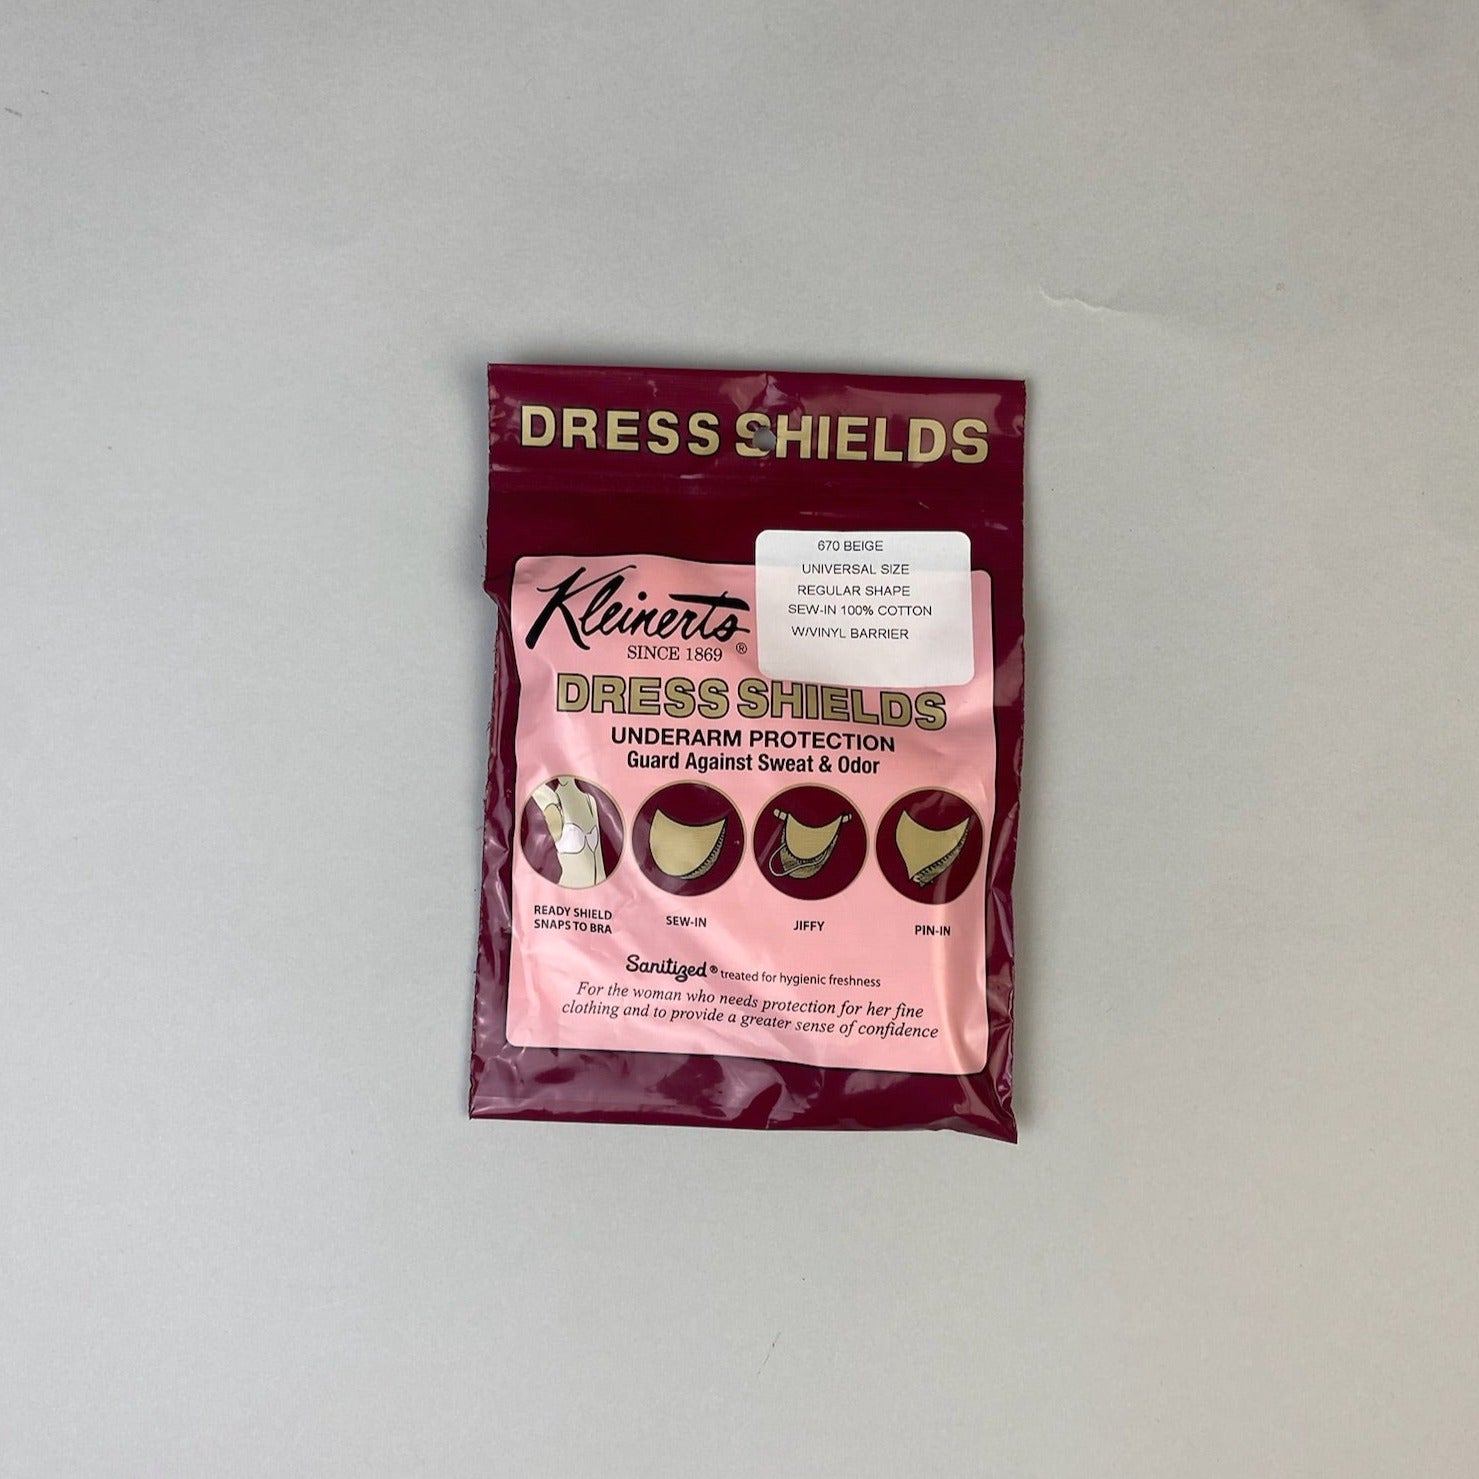 DRESS SHIELDS
670 BEIGE
UNIVERSAL SIZE
REGULAR SHAPE
SEW-IN 100% COTTON
W/VINYL BARRIER
Kleinert's
SINCE 1869 ®
DRESS SHIELDS
UNDERARM PROTECTION
Guard Against Sweat & Odor
READY SHIELD
SNAPS TO BRA
SEW-IN
JIFFY
PIN-IN
Sanitized® treated for hygienic freshness
For the woman who needs protection for her fine
clothing and to provide a greater sense of confidence